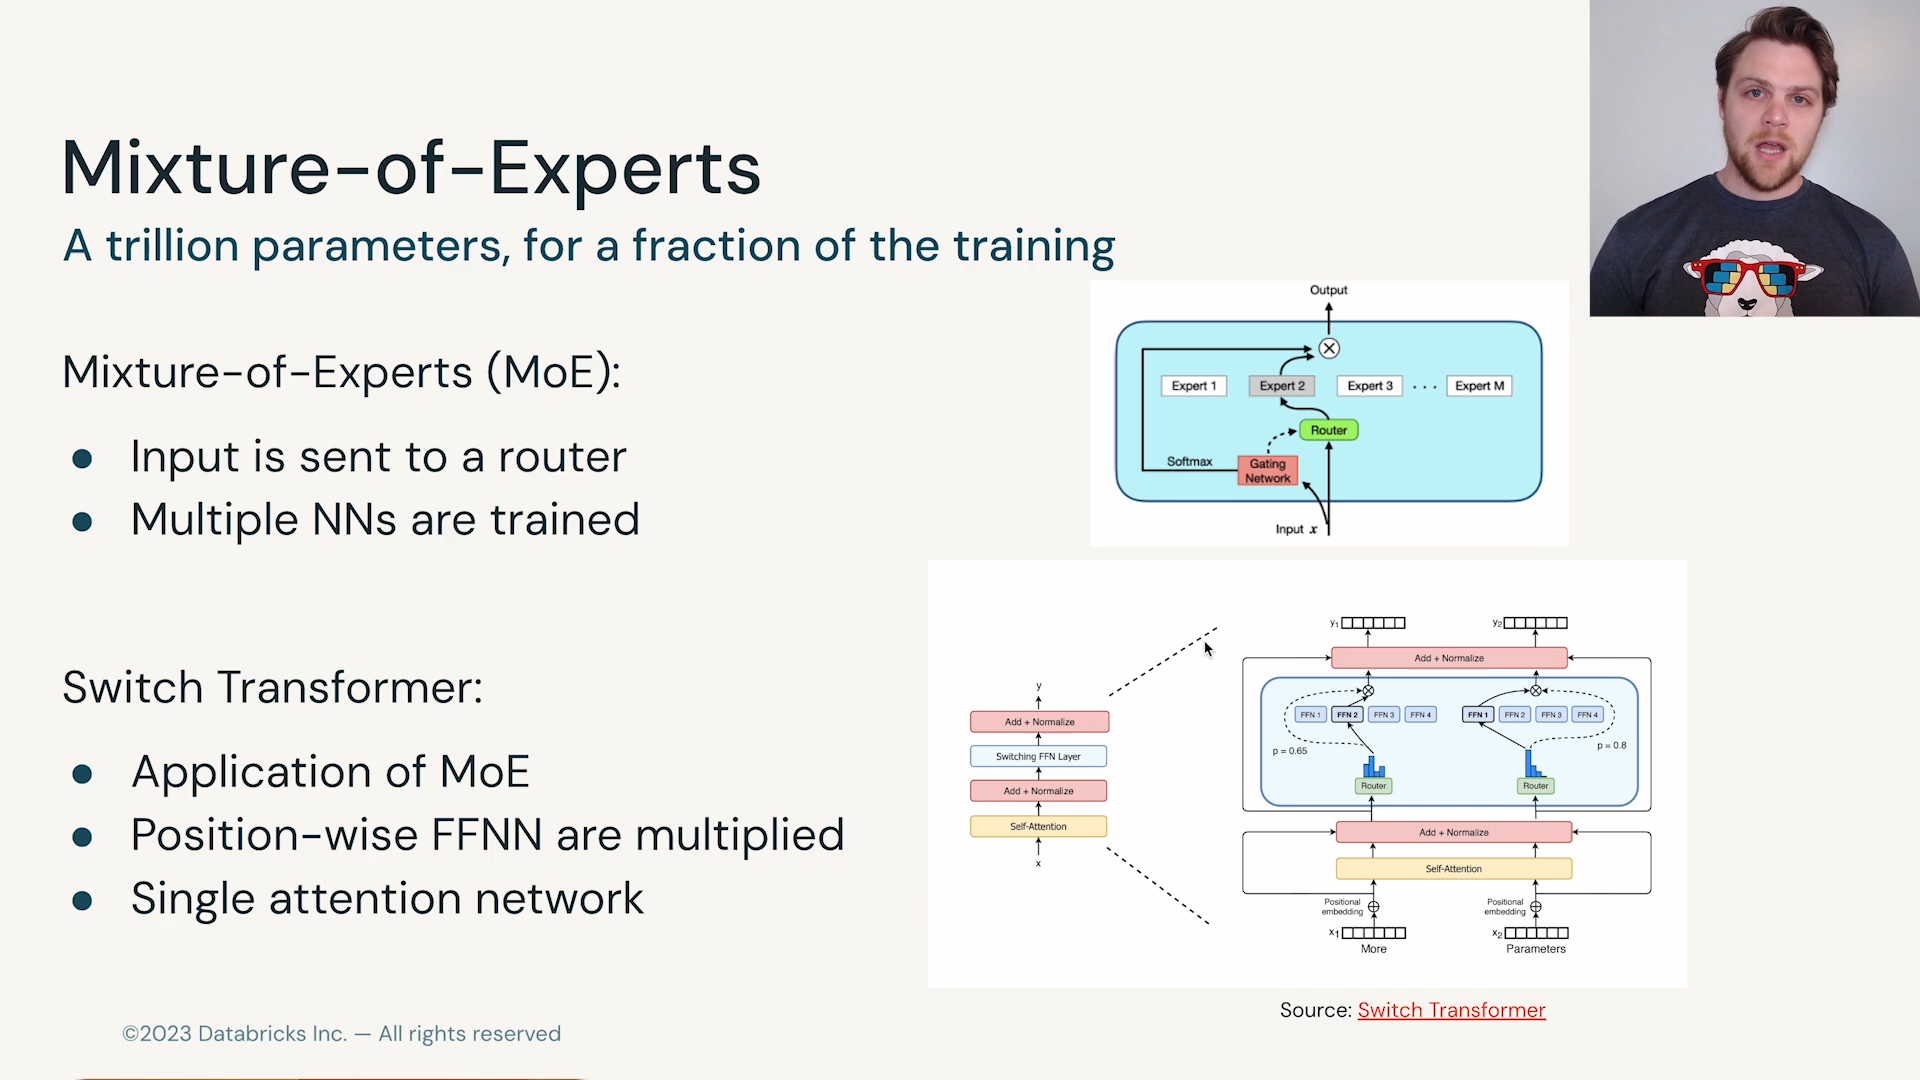 Mixture-of-Experts
A trillion parameters, for a fraction of the training
Mixture-of-Experts (MoE):
● Input is sent to a router
● Multiple NNs are trained
Switch Transformer:
● Application of MoE
● Position-wise FFNN are multiplied
● Single attention network
Output
Expert 1 Expert 2 Expert 3 . . . Expert M
Router
Softmax
Gating
Network
Input x
y
Add + Normalize
Switching FFN Layer
Add + Normalize
Self-Attention
x
y1 y2
Add + Normalize
FFN 1 FFN 2 FFN 3 FFN 4 FFN 1 FFN 2 FFN 3 FFN 4
p = 0.65 p = 0.8
Router Router
Add + Normalize
Self-Attention
Positional Positional
embedding embedding
x1 x2
More Parameters
Source: Switch Transformer
©2023 Databricks Inc. — All rights reserved